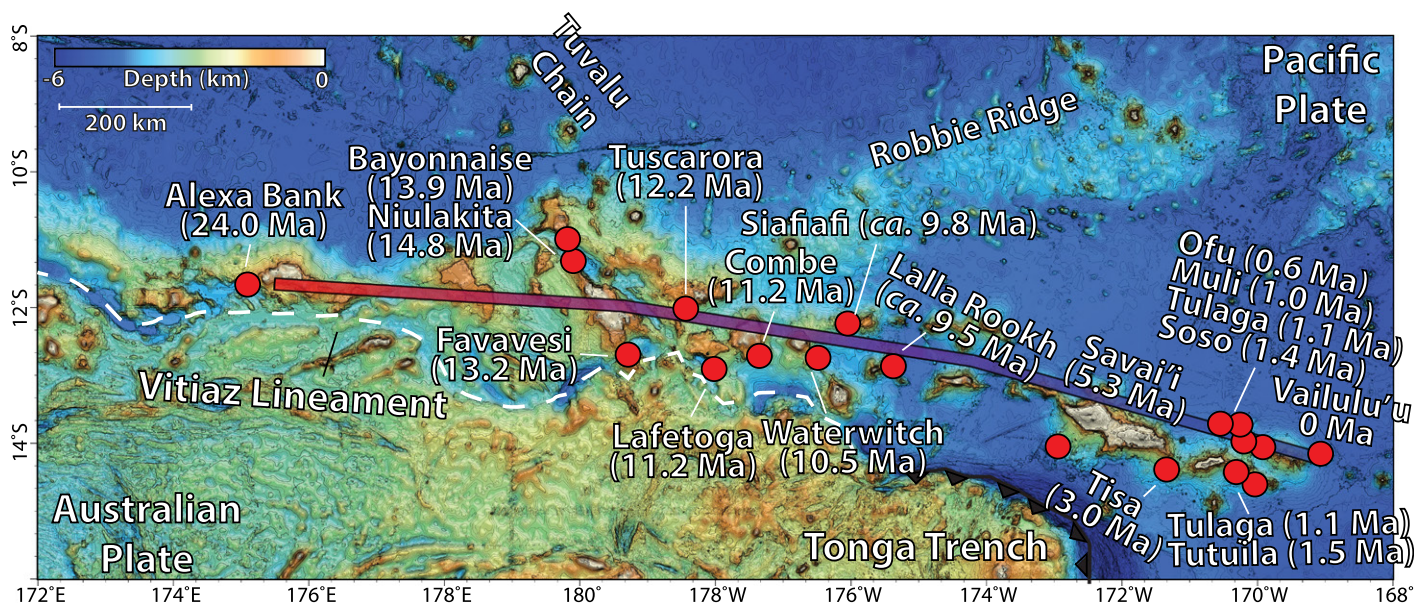 8°S
10°S
12°S
14°S
-6
Depth (km)
0
200 km
Tuvalu
Chain
Pacific
Plate
Robbie Ridge
Alexa Bank
(24.0 Ma)
Bayonnaise
(13.9 Ma)
Niulakita
(14.8 Ma)
Tuscarora
(12.2 Ma)
Siafiafi (ca. 9.8 Ma)
Combe
(11.2 Ma)
Lalla Rookh
(ca. 9.5 Ma)
Ofu (0.6 Ma)
Muli (1.0 Ma)
Tulaga (1.1 Ma)
Soso (1.4 Ma)
Savai'i
(5.3 Ma)
Vailulu'u
0 Ma
Favavesi
(13.2 Ma)
Vitiaz Lineament
Lafetoga
(11.2 Ma)
Waterwitch
(10.5 Ma)
Tisa
(3.0 Ma)
Tulaga (1.1 Ma)
Tutuila (1.5 Ma)
Australian
Plate
Tonga Trench
172°E
174°E
176°E
178°E
180°
178°W
176°W
174°W
172°W
170°W
168°